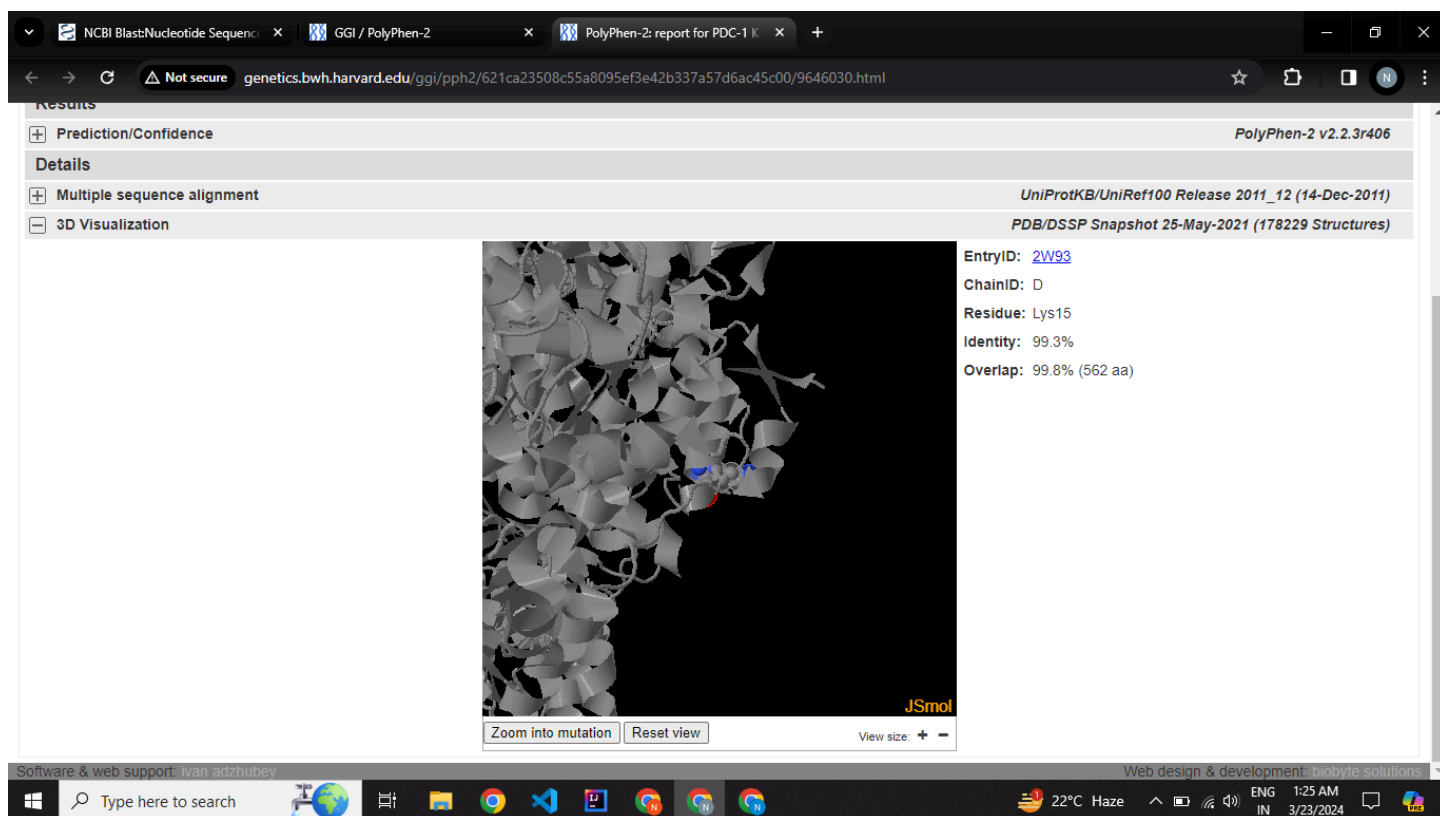 NCBI Blast:Nucleotide Sequenc
GGI / PolyPhen-2
PolyPhen-2: report for PDC-1 K
Not secure genetics.bwh.harvard.edu/ggi/pph2/621ca23508c55a8095ef3e42b337a57d6ac45c00/9646030.html
N
Results
Prediction/Confidence PolyPhen-2 v2.2.3r406
Details
Multiple sequence alignment UniProtKB/UniRef100 Release 2011_12 (14-Dec-2011)
3D Visualization PDB/DSSP Snapshot 25-May-2021 (178229 Structures)
EntryID: 2W93
ChainID: D
Residue: Lys15
Identity: 99.3%
Overlap: 99.8% (562 aa)
JSmol
Zoom into mutation Reset view View size: + −
Software & web support: ivan adzhubey Web design & development: biobyte solutions
Type here to search
22°C Haze
ENG
IN
1:25 AM
3/23/2024